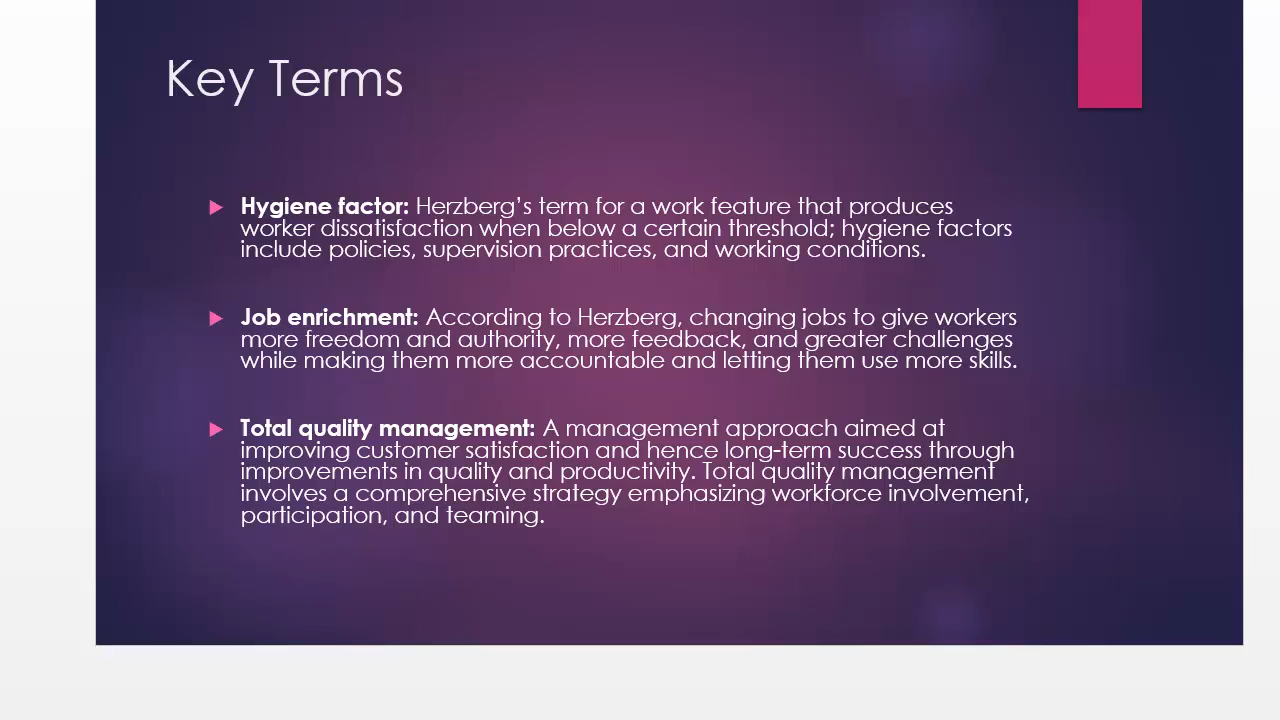 Key Terms
Hygiene factor: Herzberg’s term for a work feature that produces
worker dissatisfaction when below a certain threshold; hygiene factors
include policies, supervision practices, and working conditions.
Job enrichment: According to Herzberg, changing jobs to give workers
more freedom and authority, more feedback, and greater challenges
while making them more accountable and letting them use more skills.
Total quality management: A management approach aimed at
improving customer satisfaction and hence long-term success through
improvements in quality and productivity. Total quality management
involves a comprehensive strategy emphasizing workforce involvement,
participation, and teaming.